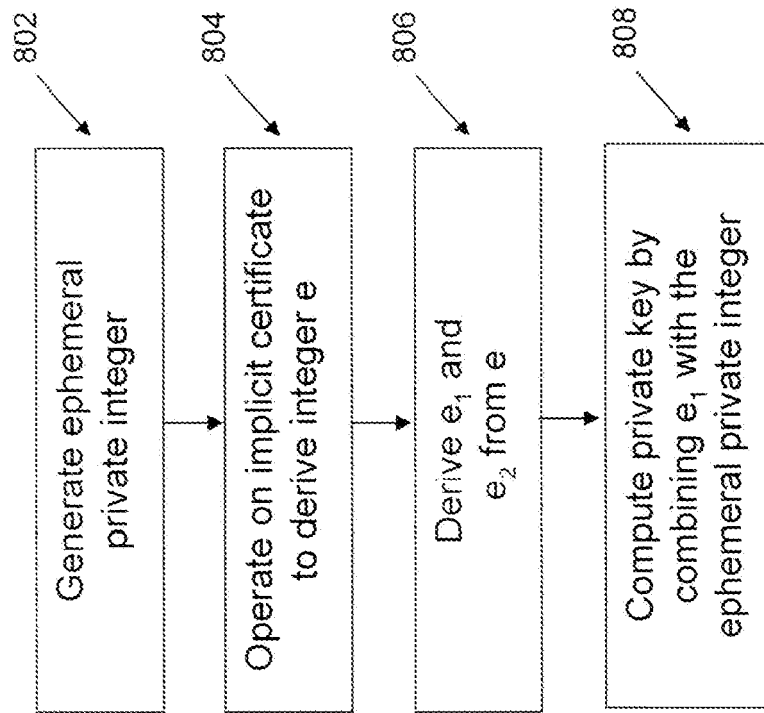 802
Generate ephemeral
private integer
804
Operate on implicit certificate
to derive integer e
806
Derive e₁ and
e₂ from e
808
Compute private key by
combining e₁ with the
ephemeral private integer